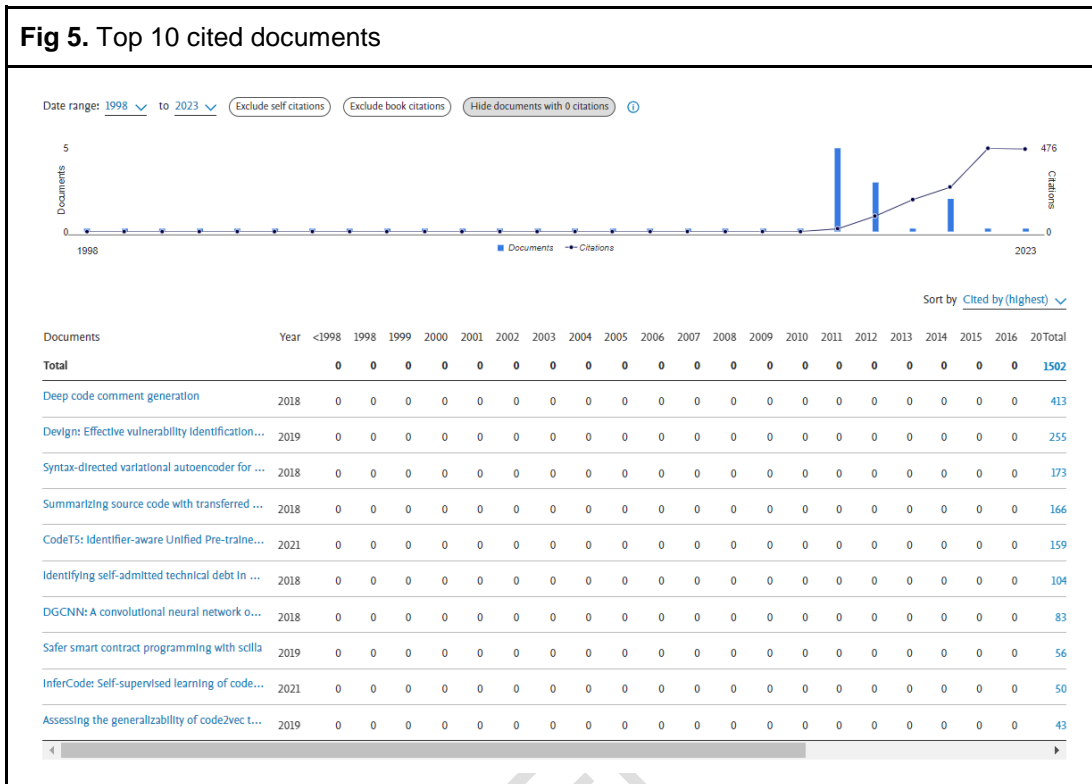 Fig 5. Top 10 cited documents
Date range: 1998 to 2023 Exclude self citations Exclude book citations Hide documents with 0 citations
5 476
Documents Citations
0 0
1998 2023
Documents Citations
Sort by Cited by (highest)
Documents Year <1998 1998 1999 2000 2001 2002 2003 2004 2005 2006 2007 2008 2009 2010 2011 2012 2013 2014 2015 2016 20Total
Total 0 0 0 0 0 0 0 0 0 0 0 0 0 0 0 0 0 0 0 0 1502
Deep code comment generation 2018 0 0 0 0 0 0 0 0 0 0 0 0 0 0 0 0 0 0 0 0 413
Devign: Effective vulnerability identification... 2019 0 0 0 0 0 0 0 0 0 0 0 0 0 0 0 0 0 0 0 0 255
Syntax-directed variational autoencoder for ... 2018 0 0 0 0 0 0 0 0 0 0 0 0 0 0 0 0 0 0 0 0 173
Summarizing source code with transferred ... 2018 0 0 0 0 0 0 0 0 0 0 0 0 0 0 0 0 0 0 0 0 166
CodeT5: Identifier-aware Unified Pre-traine... 2021 0 0 0 0 0 0 0 0 0 0 0 0 0 0 0 0 0 0 0 0 159
Identifying self-admitted technical debt in ... 2018 0 0 0 0 0 0 0 0 0 0 0 0 0 0 0 0 0 0 0 0 104
DGCNN: A convolutional neural network o... 2018 0 0 0 0 0 0 0 0 0 0 0 0 0 0 0 0 0 0 0 0 83
Safer smart contract programming with scilla 2019 0 0 0 0 0 0 0 0 0 0 0 0 0 0 0 0 0 0 0 0 56
InferCode: Self-supervised learning of code... 2021 0 0 0 0 0 0 0 0 0 0 0 0 0 0 0 0 0 0 0 0 50
Assessing the generalizability of code2vec t... 2019 0 0 0 0 0 0 0 0 0 0 0 0 0 0 0 0 0 0 0 0 43